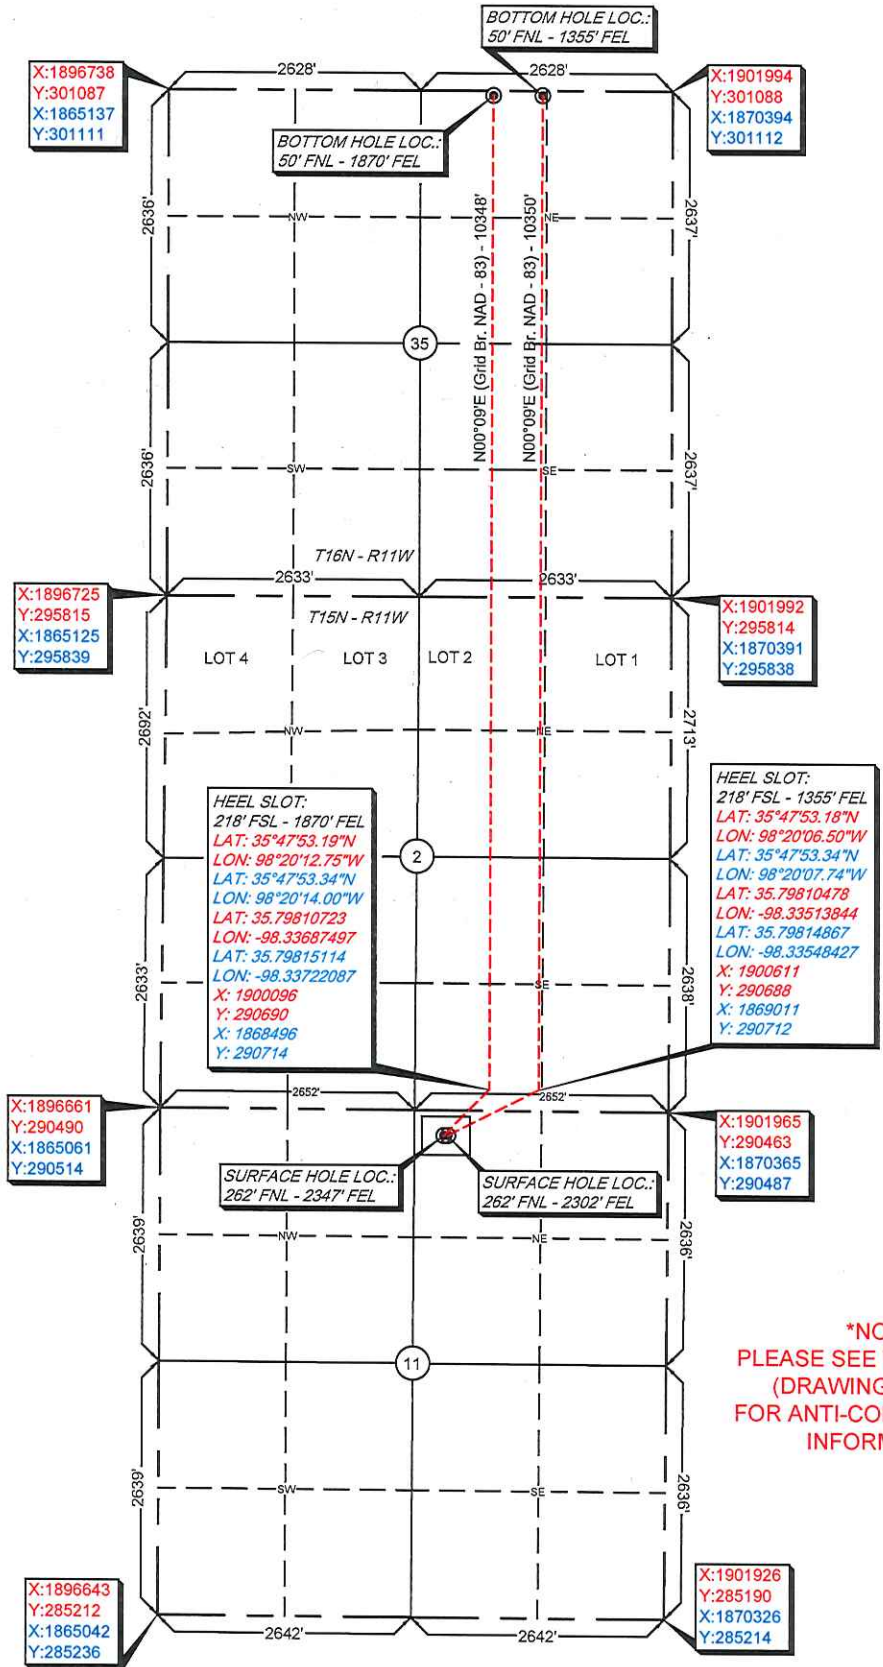 BOTTOM HOLE LOC.:
50' FNL - 1355' FEL
2628'
2628'
X:1896738
Y:301087
X:1865137
Y:301111
X:1901994
Y:301088
X:1870394
Y:301112
BOTTOM HOLE LOC.:
50' FNL - 1870' FEL
2636'
NW
N00°09'E (Grid Br. NAD - 83) - 10348'
N00°09'E (Grid Br. NAD - 83) - 10350'
NE
2637'
35
2636'
SW
SE
2637'
T16N - R11W
2633'
2633'
X:1896725
Y:295815
X:1865125
Y:295839
T15N - R11W
X:1901992
Y:295814
X:1870391
Y:295838
LOT 4
LOT 3
LOT 2
LOT 1
2692'
NW
NE
2713'
HEEL SLOT:
218' FSL - 1870' FEL
LAT: 35°47'53.19"N
LON: 98°20'12.75"W
LAT: 35°47'53.34"N
LON: 98°20'14.00"W
LAT: 35.79810723
LON: -98.33687497
LAT: 35.79815114
LON: -98.33722087
X: 1900096
Y: 290690
X: 1868496
Y: 290714
HEEL SLOT:
218' FSL - 1355' FEL
LAT: 35°47'53.18"N
LON: 98°20'06.50"W
LAT: 35°47'53.34"N
LON: 98°20'07.74"W
LAT: 35.79810478
LON: -98.33513844
LAT: 35.79814867
LON: -98.33548427
X: 1900611
Y: 290688
X: 1869011
Y: 290712
2
2633'
SE
2638'
2652'
2652'
X:1896661
Y:290490
X:1865061
Y:290514
X:1901965
Y:290463
X:1870365
Y:290487
SURFACE HOLE LOC.:
262' FNL - 2347' FEL
SURFACE HOLE LOC.:
262' FNL - 2302' FEL
2639'
NW
NE
2636'
11
*NO
PLEASE SEE
(DRAWING
FOR ANTI-CO
INFORM
2639'
SW
SE
2636'
X:1896643
Y:285212
X:1865042
Y:285236
X:1901926
Y:285190
X:1870326
Y:285214
2642'
2642'